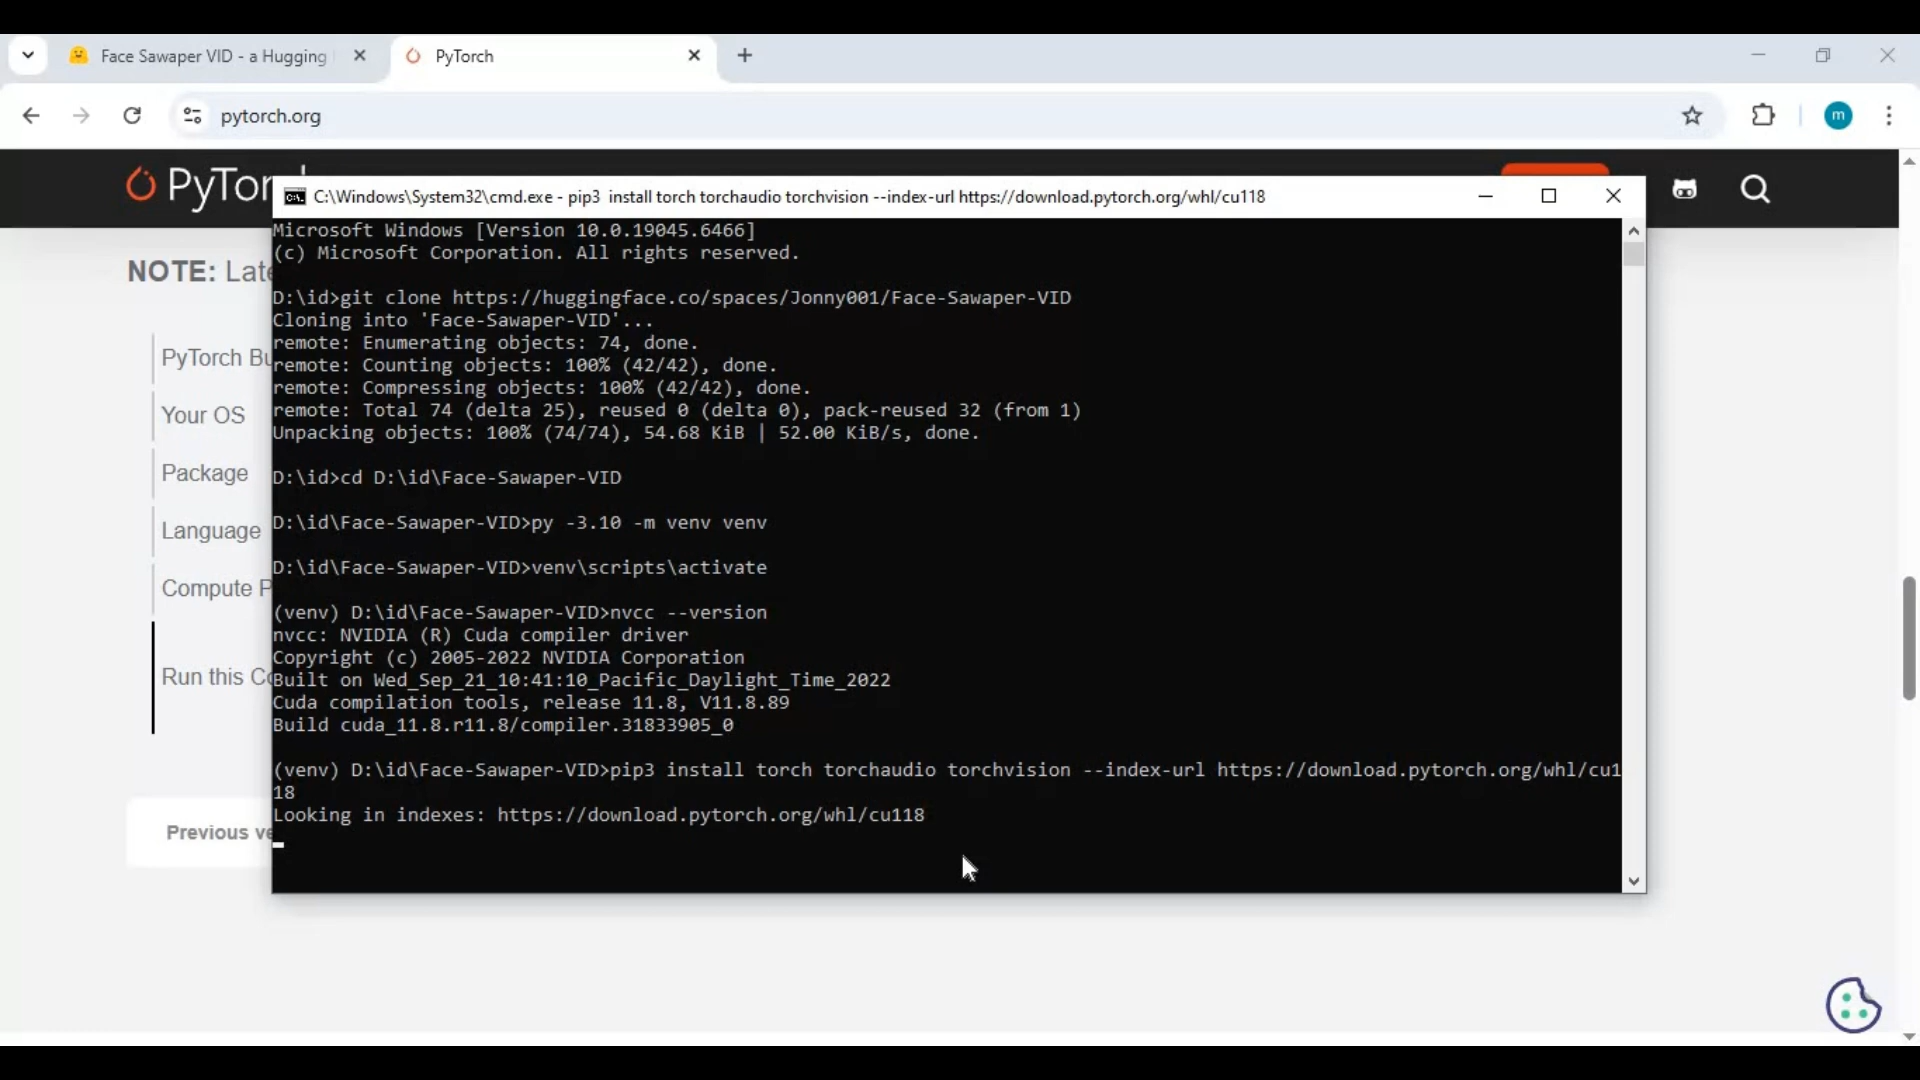 Face Sawaper VID - a Hugging
PyTorch
pytorch.org
m
PyTor
C:\Windows\System32\cmd.exe - pip3 install torch torchaudio torchvision --index-url https://download.pytorch.org/whl/cu118
NOTE: Late
PyTorch Bu
Your OS
Package
Language
Compute P
Run this Co
Previous ve
Microsoft Windows [Version 10.0.19045.6466]
(c) Microsoft Corporation. All rights reserved.
D:\id>git clone https://huggingface.co/spaces/Jonny001/Face-Sawaper-VID
Cloning into 'Face-Sawaper-VID'...
remote: Enumerating objects: 74, done.
remote: Counting objects: 100% (42/42), done.
remote: Compressing objects: 100% (42/42), done.
remote: Total 74 (delta 25), reused 0 (delta 0), pack-reused 32 (from 1)
Unpacking objects: 100% (74/74), 54.68 KiB | 52.00 KiB/s, done.
D:\id>cd D:\id\Face-Sawaper-VID
D:\id\Face-Sawaper-VID>py -3.10 -m venv venv
D:\id\Face-Sawaper-VID>venv\scripts\activate
(venv) D:\id\Face-Sawaper-VID>nvcc --version
nvcc: NVIDIA (R) Cuda compiler driver
Copyright (c) 2005-2022 NVIDIA Corporation
Built on Wed_Sep_21_10:41:10_Pacific_Daylight_Time_2022
Cuda compilation tools, release 11.8, V11.8.89
Build cuda_11.8.r11.8/compiler.31833905_0
(venv) D:\id\Face-Sawaper-VID>pip3 install torch torchaudio torchvision --index-url https://download.pytorch.org/whl/cu1
18
Looking in indexes: https://download.pytorch.org/whl/cu118